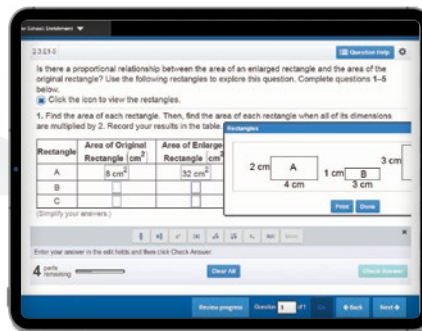 School Enrichment
2.3.E1-5
Question Help
Is there a proportional relationship between the area of an enlarged rectangle and the area of the
original rectangle? Use the following rectangles to explore this question. Complete questions 1–5
below.
Click the icon to view the rectangles.
1. Find the area of each rectangle. Then, find the area of each rectangle when all of its dimensions
are multiplied by 2. Record your results in the table.
Rectangles
Rectangle Area of Original Rectangle (cm²) Area of Enlarge Rectangle (cm²
A 8 cm² 32 cm²
B
C
(Simplify your answers.)
2 cm A 4 cm
1 cm B 3 cm
3 cm
Print Done
More
Enter your answer in the edit fields and then click Check Answer.
4 parts remaining
Clear All
Check Answer
Review progress Question 1 of 1 Go Back Next